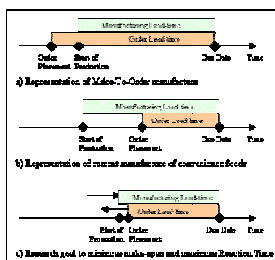 Manufacturing Lead-time
Order Lead-time
Order Placement
Start of Production
Due Date
Time
a) Representation of Make-To-Order manufacture
Manufacturing Lead-time
Order Lead-time
Start of Production
Order Placement
Due Date
Time
b) Representation of current manufacture of convenience foods
Manufacturing Lead-time
Order Lead-time
Start of Production
Order Placement
Due Date
Time
c) Research goal to minimise make-span and maximise Reaction Time